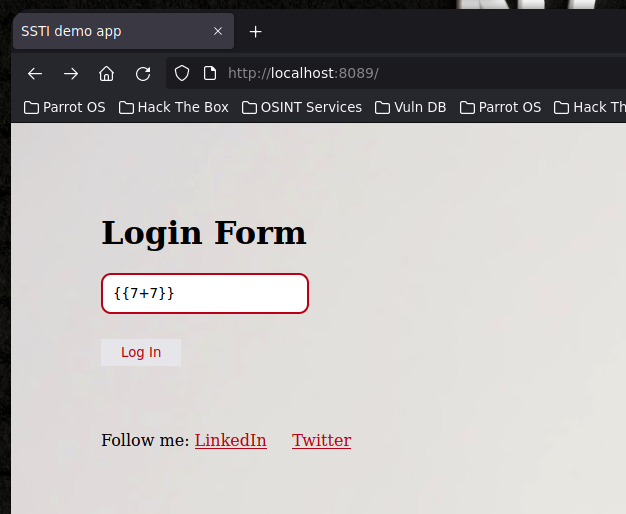 SSTI demo app
http://localhost:8089/
Parrot OS Hack The Box OSINT Services Vuln DB Parrot OS Hack Th
Login Form
{{7+7}}
Log In
Follow me: LinkedIn Twitter